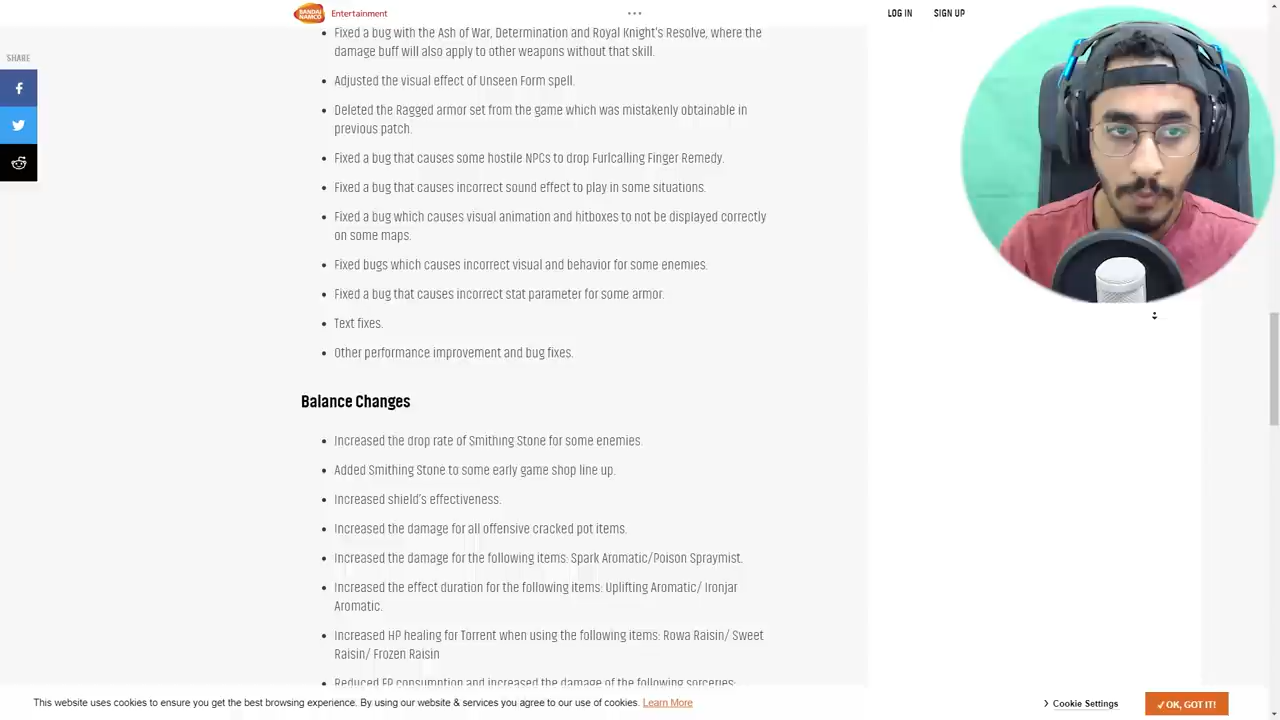 BANDAI
NAMCO
Entertainment
LOG IN
SIGN UP
SHARE
Fixed a bug with the Ash of War, Determination and Royal Knight's Resolve, where the
damage buff will also apply to other weapons without that skill.
Adjusted the visual effect of Unseen Form spell.
Deleted the Ragged armor set from the game which was mistakenly obtainable in
previous patch.
Fixed a bug that causes some hostile NPCs to drop Furlcalling Finger Remedy.
Fixed a bug that causes incorrect sound effect to play in some situations.
Fixed a bug which causes visual animation and hitboxes to not be displayed correctly
on some maps.
Fixed bugs which causes incorrect visual and behavior for some enemies.
Fixed a bug that causes incorrect stat parameter for some armor.
Text fixes.
Other performance improvement and bug fixes.
Balance Changes
Increased the drop rate of Smithing Stone for some enemies.
Added Smithing Stone to some early game shop line up.
Increased shield's effectiveness.
Increased the damage for all offensive cracked pot items.
Increased the damage for the following items: Spark Aromatic/Poison Spraymist.
Increased the effect duration for the following items: Uplifting Aromatic/ Ironjar
Aromatic.
Increased HP healing for Torrent when using the following items: Rowa Raisin/ Sweet
Raisin/ Frozen Raisin
Reduced FP consumption and increased the damage of the following sorceries:
This website uses cookies to ensure you get the best browsing experience. By using our website & services you agree to our use of cookies. Learn More
Cookie Settings
✓OK, GOT IT!